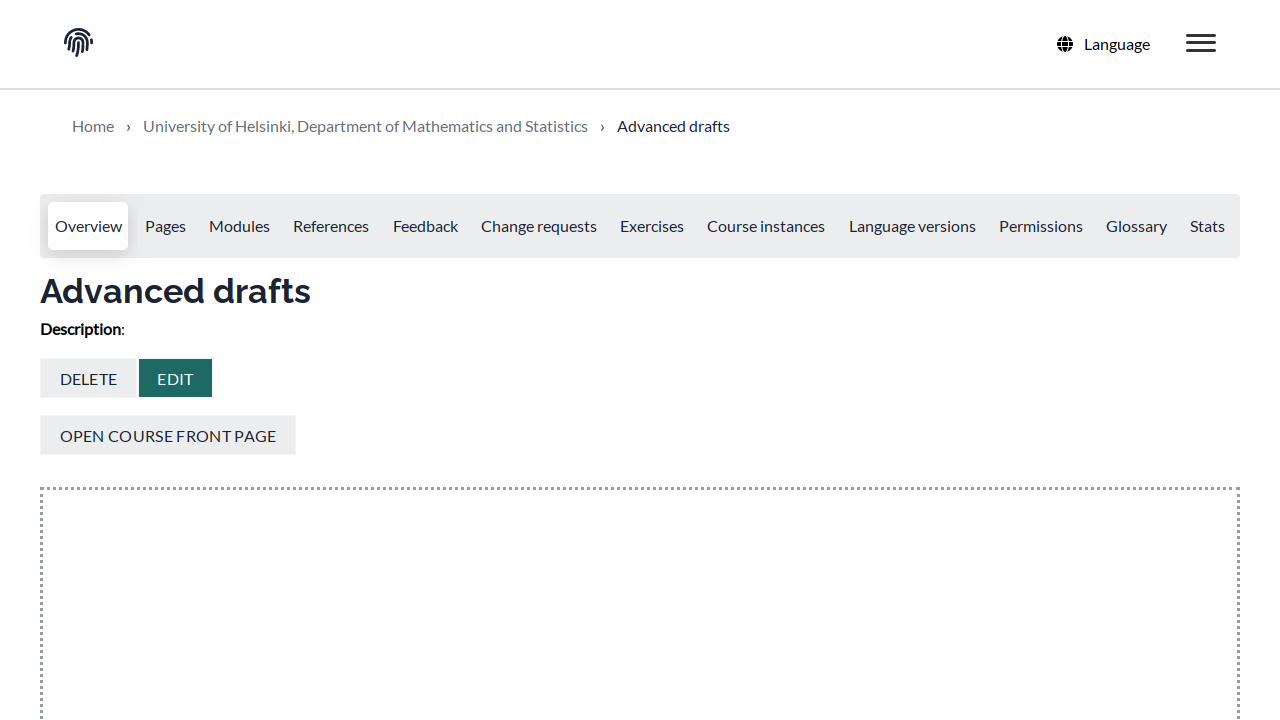 Language
Home › University of Helsinki, Department of Mathematics and Statistics › Advanced drafts
Overview Pages Modules References Feedback Change requests Exercises Course instances Language versions Permissions Glossary Stats
Advanced drafts
Description:
DELETE EDIT
OPEN COURSE FRONT PAGE